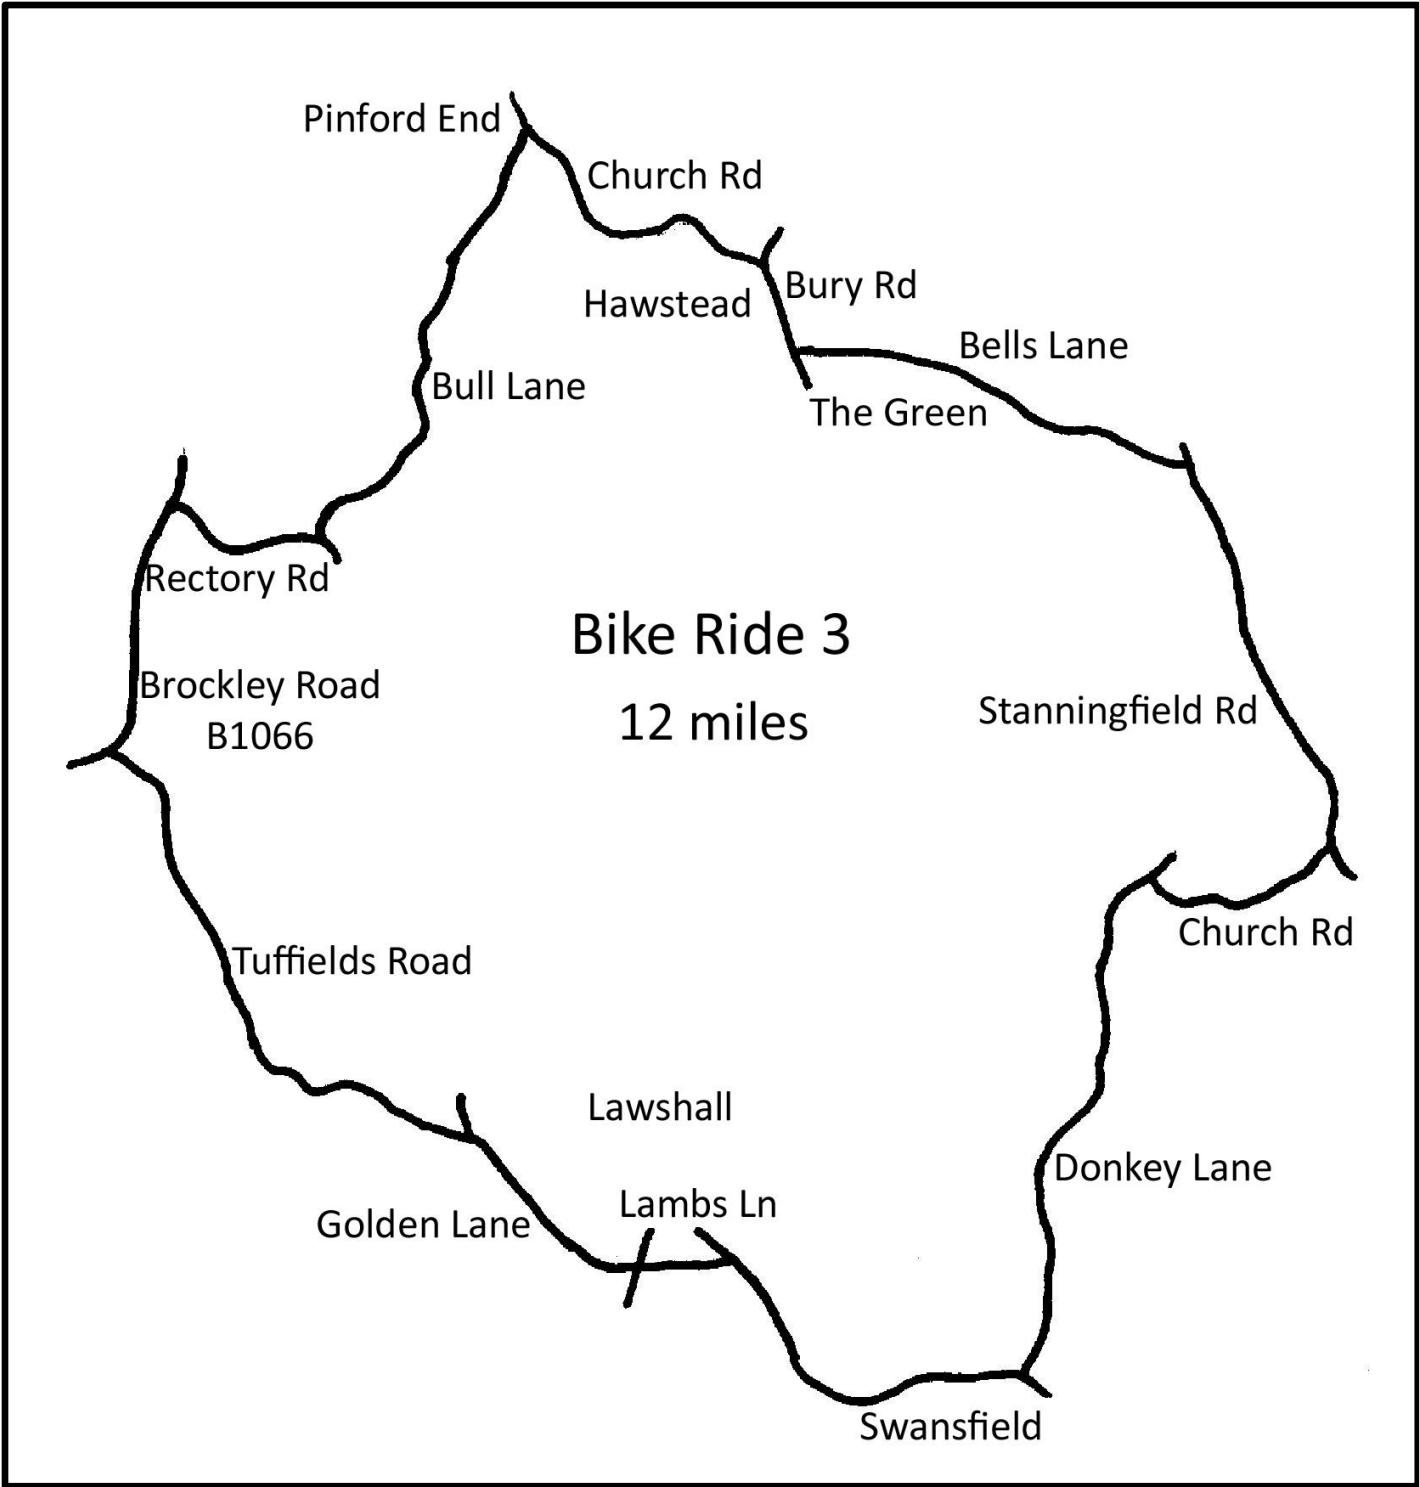 Pinford End
Church Rd
Bury Rd
Hawstead
Bells Lane
Bull Lane
The Green
Rectory Rd
Bike Ride 3
Brockley Road
B1066
12 miles
Stanningfield Rd
Church Rd
Tuffields Road
Lawshall
Donkey Lane
Lambs Ln
Golden Lane
Swansfield